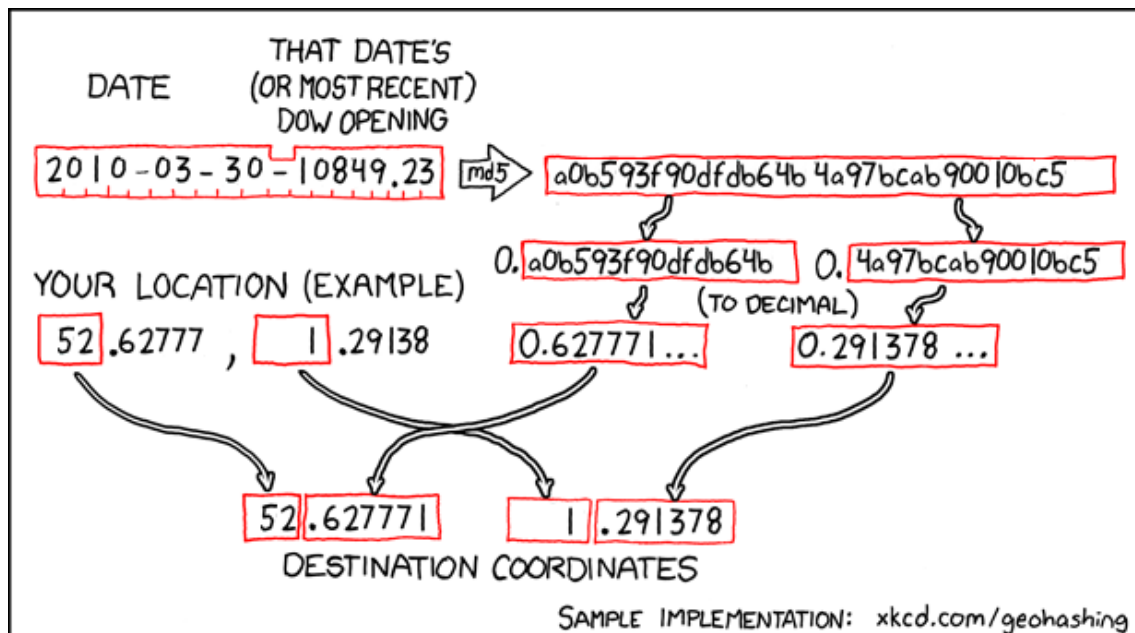 DATE
THAT DATE'S
(OR MOST RECENT)
DOW OPENING
2010-03-30-10849.23
md5
a0b593f90dfdb64b4a97bcab90010bc5
0.a0b593f90dfdb64b
0.4a97bcab90010bc5
(TO DECIMAL)
YOUR LOCATION (EXAMPLE)
52.62777, 1.29138
0.627771...
0.291378...
52.627771
1.291378
DESTINATION COORDINATES
SAMPLE IMPLEMENTATION: xkcd.com/geohashing